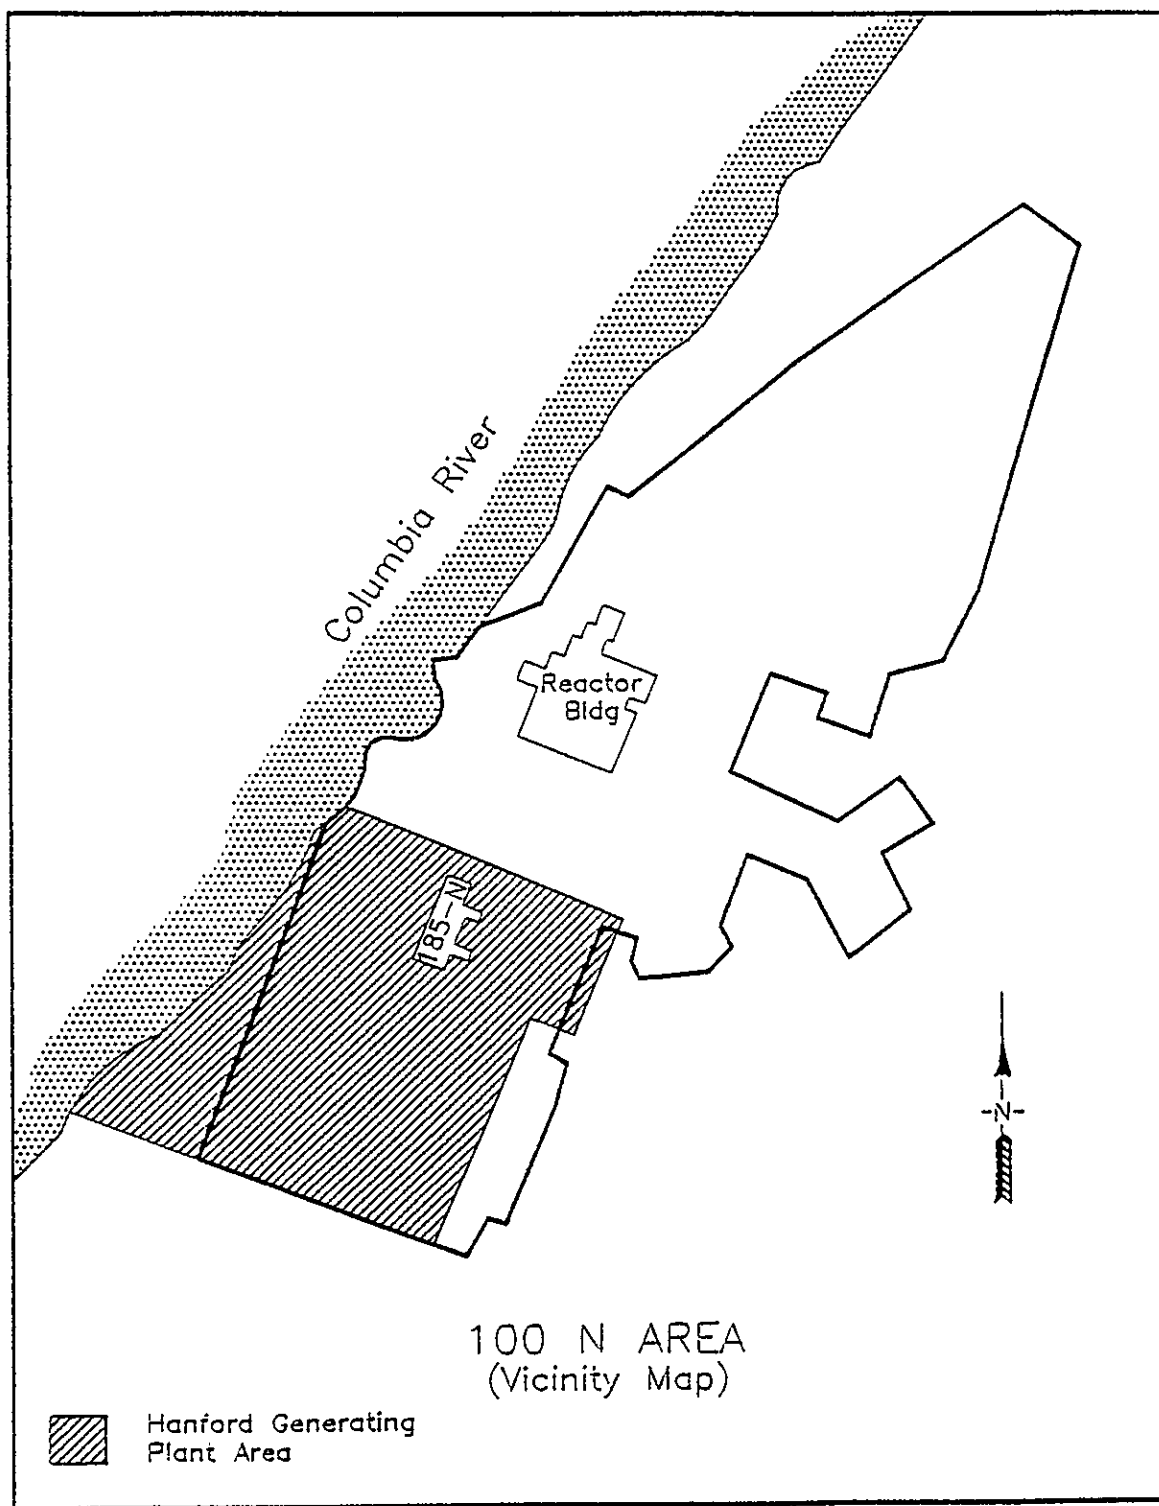 Columbia River
Reactor
Bldg
185-N
-N-
100 N AREA
(Vicinity Map)
Hanford Generating
Plant Area